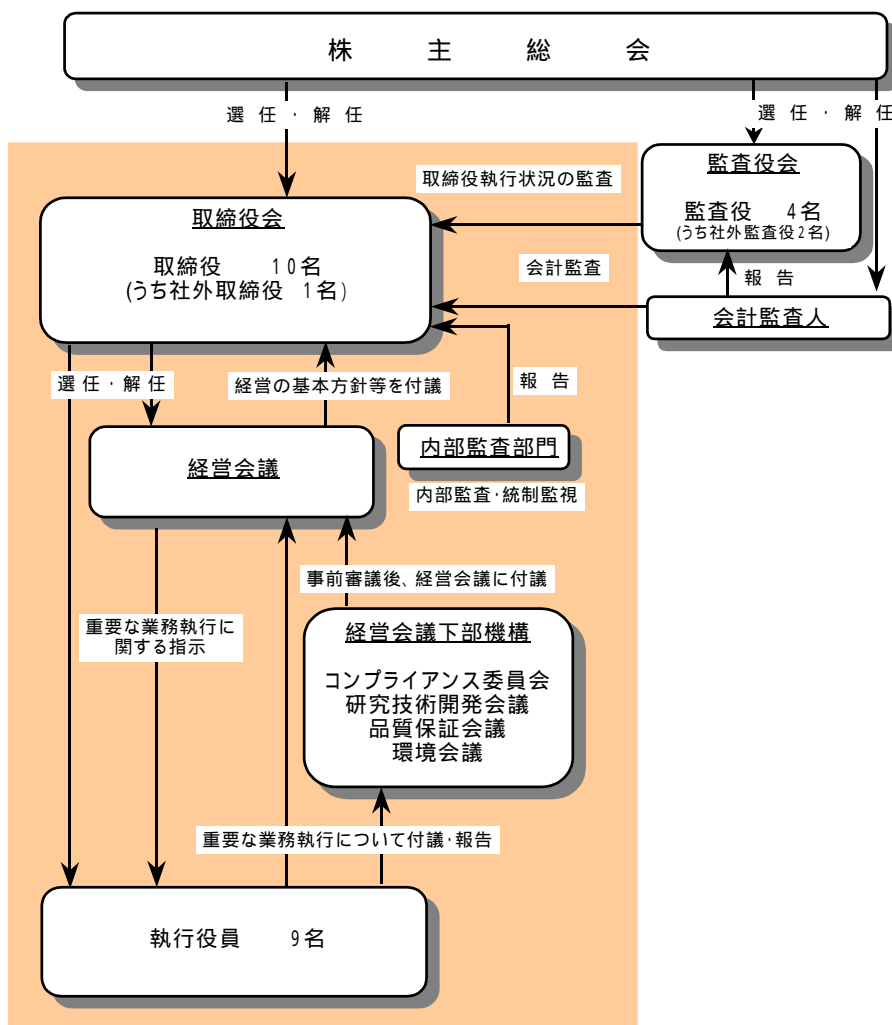 株主総会
選任・解任
選任・解任
監査役会
監査役 4名
(うち社外監査役2名)
取締役執行状況の監査
取締役会
取締役 10名
(うち社外取締役 1名)
会計監査
報告
会計監査人
選任・解任
経営の基本方針等を付議
報告
経営会議
内部監査部門
内部監査・統制監視
事前審議後、経営会議に付議
重要な業務執行に
関する指示
経営会議下部機構
コンプライアンス委員会
研究技術開発会議
品質保証会議
環境会議
重要な業務執行について付議・報告
執行役員 9名